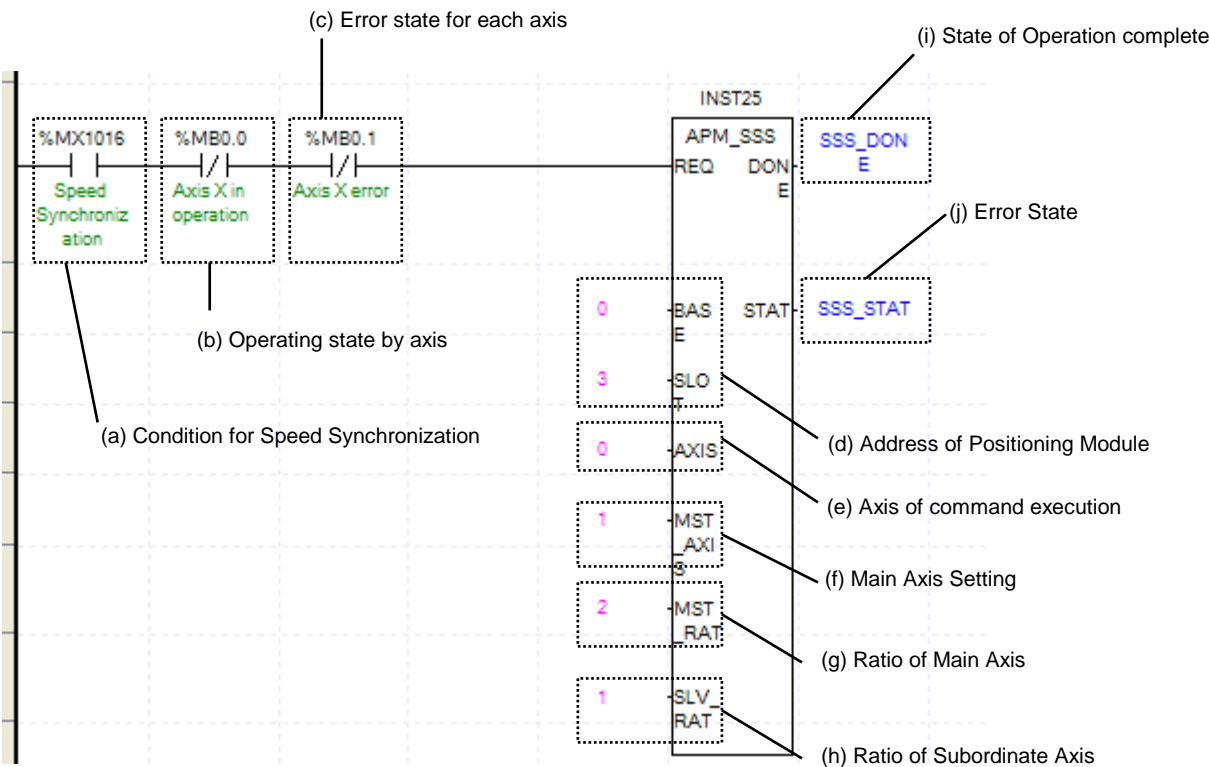 (c) Error state for each axis
(i) State of Operation complete
INST25
%MX1016
%MB0.0
%MB0.1
APM_SSS
SSS_DON
E
REQ
DON
E
Speed
Synchroniz
ation
Axis X in
operation
Axis X error
(j) Error State
0
BAS
E
STAT
SSS_STAT
(b) Operating state by axis
3
SLO
T
(a) Condition for Speed Synchronization
(d) Address of Positioning Module
0
AXIS
(e) Axis of command execution
1
MST
_AXI
S
(f) Main Axis Setting
2
MST
_RAT
(g) Ratio of Main Axis
1
SLV_
RAT
(h) Ratio of Subordinate Axis